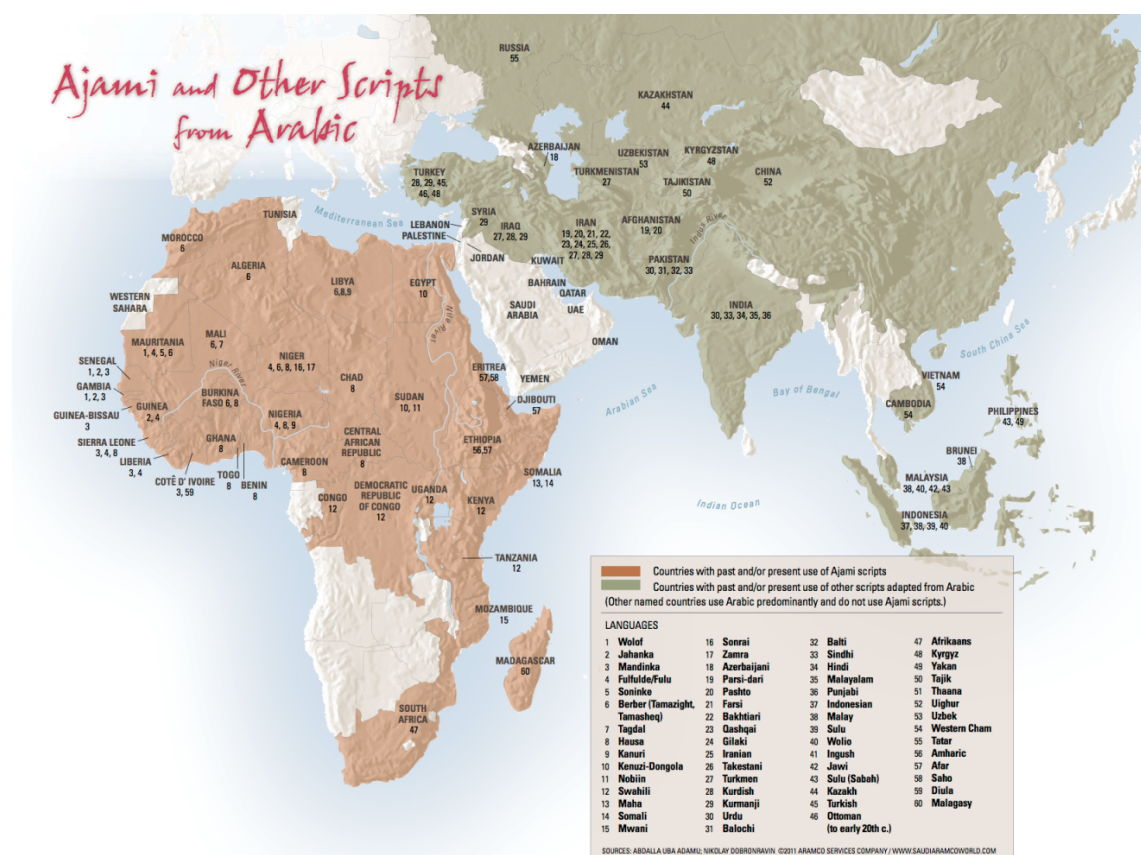 Ajami and Other Scripts
from Arabic
RUSSIA
55
KAZAKHSTAN
44
AZERBAIJAN
18
UZBEKISTAN
53
KYRGYZSTAN
48
TURKMENISTAN
27
TAJIKISTAN
50
CHINA
52
TURKEY
28, 29, 45,
46, 48
SYRIA
29
IRAQ
27, 28, 29
IRAN
19, 20, 21, 22,
23, 24, 25, 26,
27, 28, 29
AFGHANISTAN
19, 20
PAKISTAN
30, 31, 32, 33
India River
INDIA
30, 33, 34, 35, 36
LEBANON
PALESTINE
JORDAN
KUWAIT
BAHRAIN
QATAR
UAE
SAUDI
ARABIA
OMAN
YEMEN
TUNISIA
Mediterranean Sea
MOROCCO
6
ALGERIA
6
LIBYA
6,8,9
EGYPT
10
Nile River
WESTERN
SAHARA
MAURITANIA
1, 4, 5, 6
MALI
6, 7
NIGER
4, 6, 8, 16, 17
Niger River
CHAD
8
SUDAN
10, 11
ERITREA
57,58
DJIBOUTI
57
SENEGAL
1, 2, 3
GAMBIA
1, 2, 3
GUINEA-BISSAU
3
GUINEA
2, 4
BURKINA
FASO 6, 8
NIGERIA
4, 8, 9
SIERRA LEONE
3, 4, 8
LIBERIA
3, 4
COTÊ D' IVOIRE
3, 59
GHANA
8
TOGO
8
BENIN
8
CAMEROON
8
CENTRAL
AFRICAN
REPUBLIC
8
ETHIOPIA
56,57
SOMALIA
13, 14
CONGO
12
DEMOCRATIC
REPUBLIC
OF CONGO
12
UGANDA
12
KENYA
12
TANZANIA
12
MOZAMBIQUE
15
MADAGASCAR
60
SOUTH
AFRICA
47
Arabian Sea
Bay of Bengal
South China Sea
Indian Ocean
VIETNAM
54
CAMBODIA
54
PHILIPPINES
43, 49
BRUNEI
38
MALAYSIA
38, 40, 42, 43
INDONESIA
37, 38, 39, 40
Countries with past and/or present use of Ajami scripts
Countries with past and/or present use of other scripts adapted from Arabic
(Other named countries use Arabic predominantly and do not use Ajami scripts.)
LANGUAGES
1 Wolof
2 Jahanka
3 Mandinka
4 Fulfulde/Fulu
5 Soninke
6 Berber (Tamazight,
Tamasheq)
7 Tagdal
8 Hausa
9 Kanuri
10 Kenuzi-Dongola
11 Nobiin
12 Swahili
13 Maha
14 Somali
15 Mwani
16 Sonrai
17 Zamra
18 Azerbaijani
19 Parsi-dari
20 Pashto
21 Farsi
22 Bakhtiari
23 Qashqai
24 Gilaki
25 Iranian
26 Takestani
27 Turkmen
28 Kurdish
29 Kurmanji
30 Urdu
31 Balochi
32 Balti
33 Sindhi
34 Hindi
35 Malayalam
36 Punjabi
37 Indonesian
38 Malay
39 Sulu
40 Wolio
41 Ingush
42 Jawi
43 Sulu (Sabah)
44 Kazakh
45 Turkish
46 Ottoman
(to early 20th c.)
47 Afrikaans
48 Kyrgyz
49 Yakan
50 Tajik
51 Thaana
52 Uighur
53 Uzbek
54 Western Cham
55 Tatar
56 Amharic
57 Afar
58 Saho
59 Diula
60 Malagasy
SOURCES: ABDALLA UBA ADAMU; NIKOLAY DOBRONRAVIN ©2011 ARAMCO SERVICES COMPANY / WWW.SAUDIARAMCOWORLD.COM